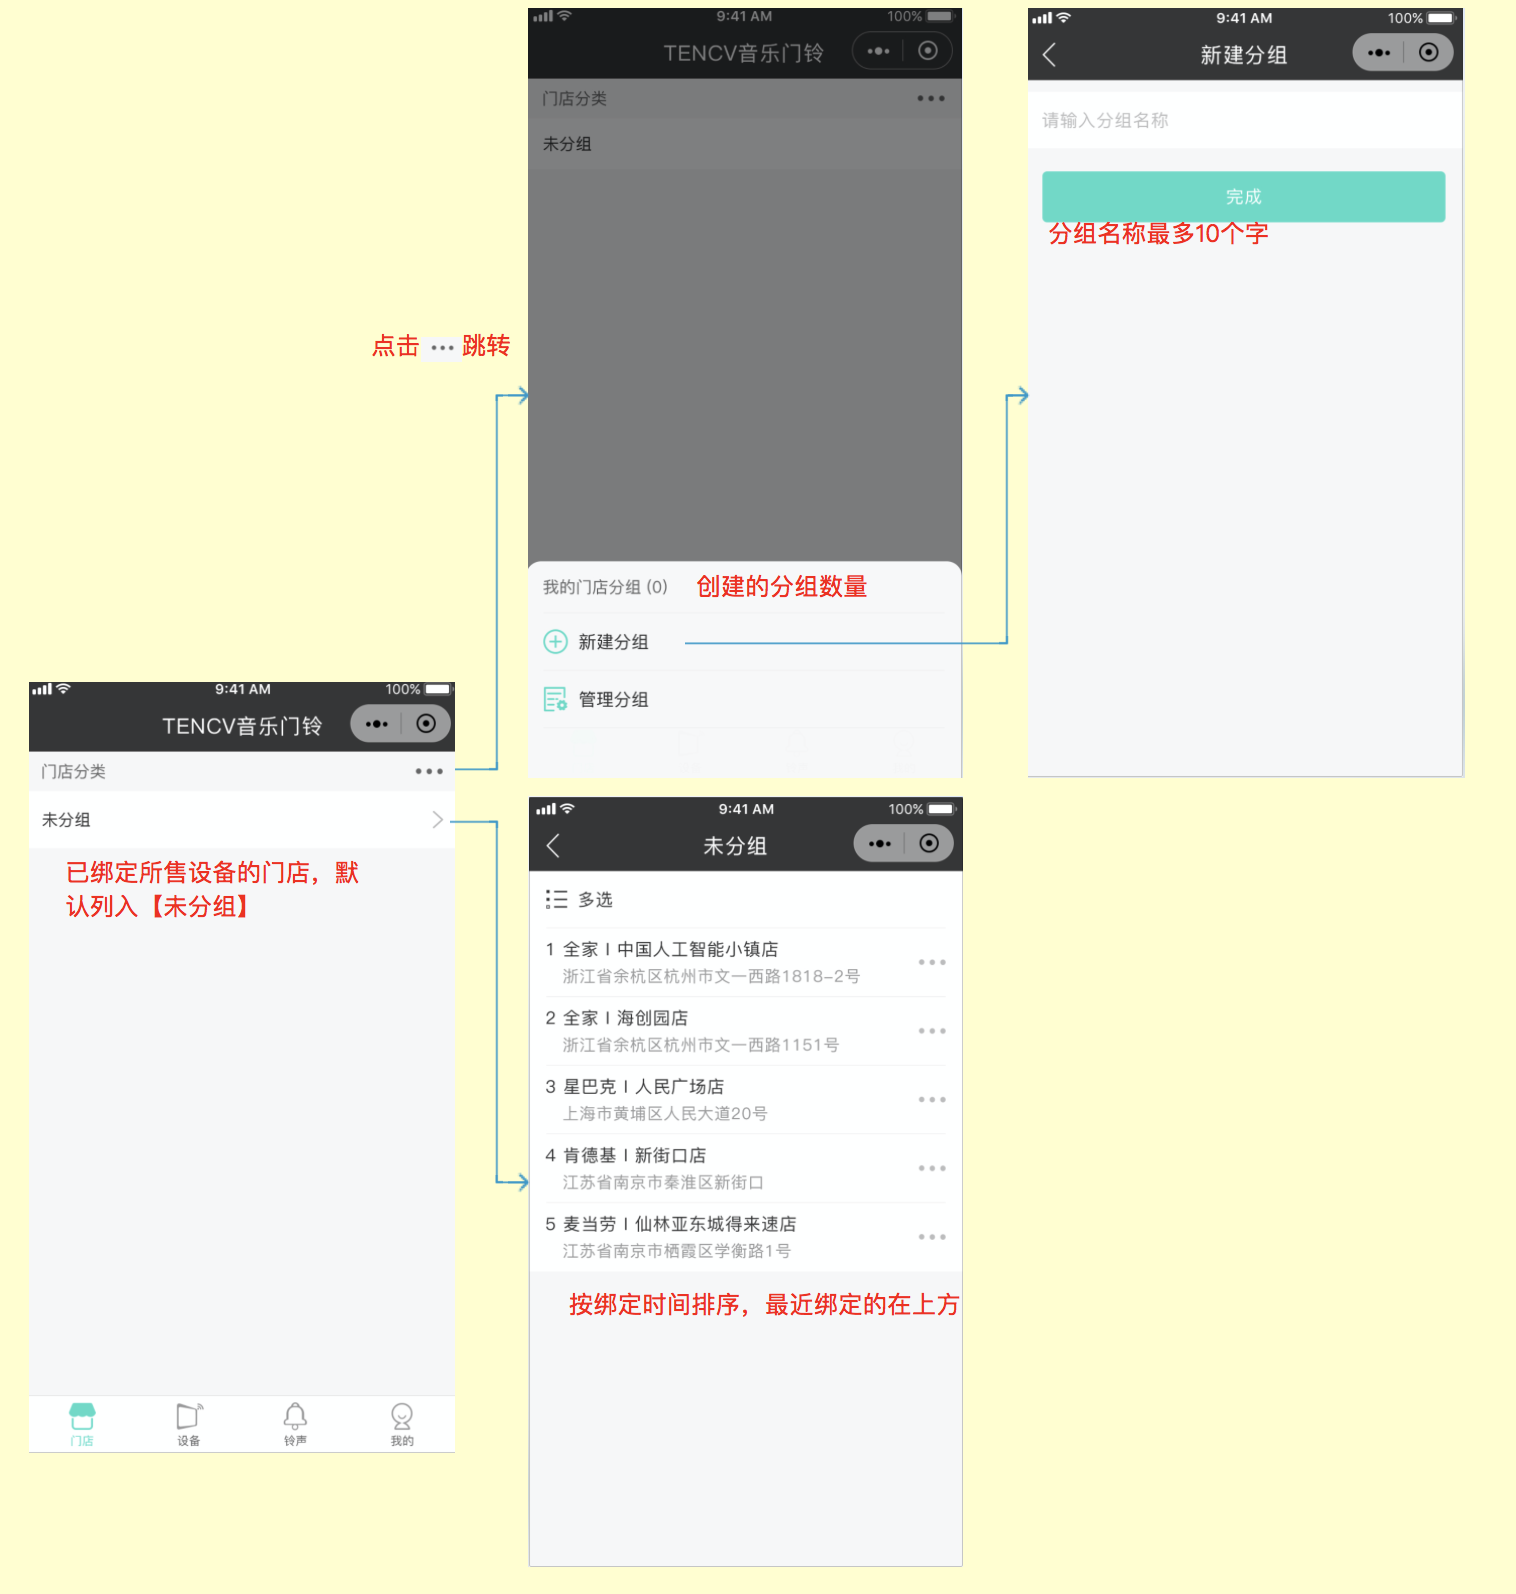 9:41 AM
100%
TENCV音乐门铃
门店分类
未分组
点击 ··· 跳转
我的门店分组 (0)
创建的分组数量
新建分组
管理分组
9:41 AM
100%
新建分组
请输入分组名称
完成
分组名称最多10个字
9:41 AM
100%
TENCV音乐门铃
门店分类
未分组
已绑定所售设备的门店，默
认列入【未分组】
门店
设备
铃声
我的
9:41 AM
100%
未分组
多选
1 全家 I 中国人工智能小镇店
浙江省余杭区杭州市文一西路1818-2号
2 全家 I 海创园店
浙江省余杭区杭州市文一西路1151号
3 星巴克 I 人民广场店
上海市黄埔区人民大道20号
4 肯德基 I 新街口店
江苏省南京市秦淮区新街口
5 麦当劳 I 仙林亚东城得来速店
江苏省南京市栖霞区学衡路1号
按绑定时间排序，最近绑定的在上方